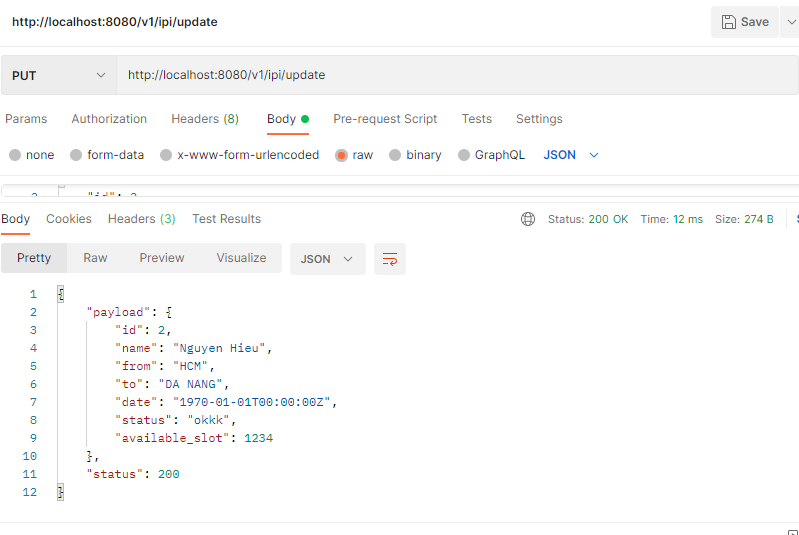 http://localhost:8080/v1/ipi/update
Save
PUT
http://localhost:8080/v1/ipi/update
Params Authorization Headers (8) Body Pre-request Script Tests Settings
none form-data x-www-form-urlencoded raw binary GraphQL JSON
2 "id": 2
Body Cookies Headers (3) Test Results Status: 200 OK Time: 12 ms Size: 274 B
Pretty Raw Preview Visualize JSON
1 {
2 "payload": {
3 "id": 2,
4 "name": "Nguyen Hieu",
5 "from": "HCM",
6 "to": "DA NANG",
7 "date": "1970-01-01T00:00:00Z",
8 "status": "okkk",
9 "available_slot": 1234
10 },
11 "status": 200
12 }